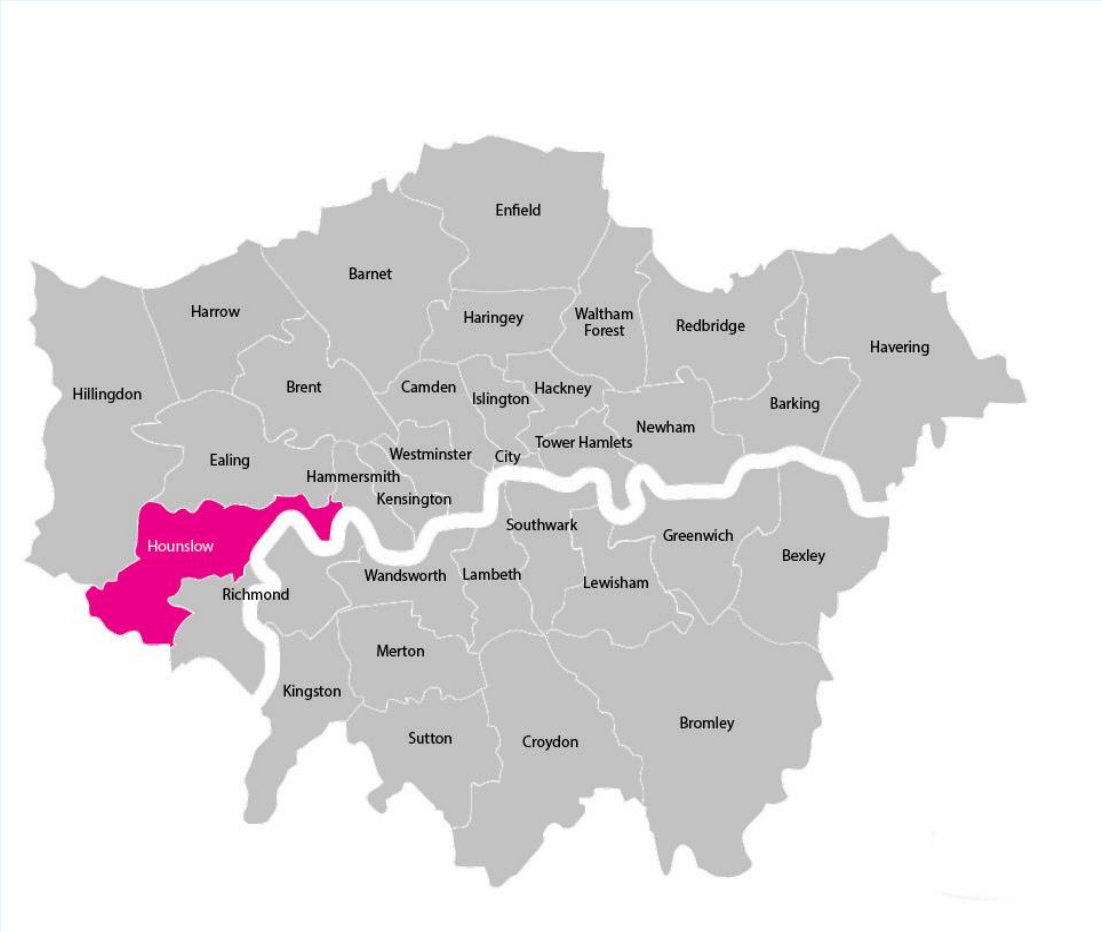 Enfield
Barnet
Harrow
Haringey
Waltham
Forest
Redbridge
Havering
Hillingdon
Brent
Camden
Islington
Hackney
Barking
Newham
Ealing
Westminster
City
Tower Hamlets
Hammersmith
Kensington
Hounslow
Southwark
Greenwich
Bexley
Richmond
Wandsworth
Lambeth
Lewisham
Merton
Kingston
Sutton
Croydon
Bromley